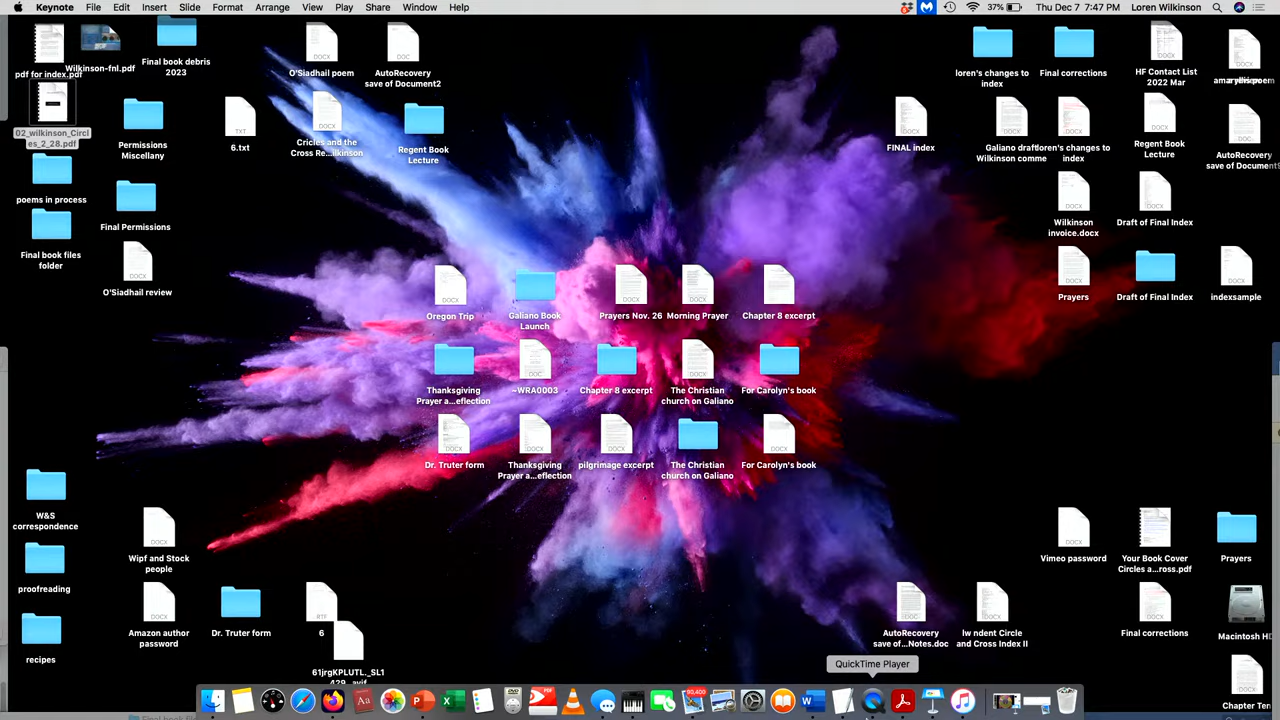 Keynote File Edit Insert Slide Format Arrange View Play Share Window Help
37% Thu Dec 7 7:47 PM Loren Wilkinson
pdf for index.pdf
Wilkinson-fnl.pdf
Final book debris
2023
O'Siadhail poem
AutoRecovery
save of Document2
loren's changes to
index
Final corrections
HF Contact List
2022 Mar
02_wilkinson_Circl
es_2_28.pdf
Permissions
Miscellany
6.txt
Cricles and the
Cross Re...ilkinson
Regent Book
Lecture
FINAL index
Galiano draft
Wilkinson comme
loren's changes to
index
Regent Book
Lecture
AutoRecovery
save of Document
poems in process
Final Permissions
Wilkinson
invoice.docx
Draft of Final Index
Final book files
folder
O'Siadhail review
Oregon Trip
Galiano Book
Launch
Prayers Nov. 26
Morning Prayer
Chapter 8 excerpt
Prayers
Draft of Final Index
indexsample
Thanksgiving
Prayer a...eflection
~WRA0003
Chapter 8 excerpt
The Christian
church on Galiano
For Carolyn's book
Dr. Truter form
Thanksgiving
Prayer a...eflection
pilgrimage excerpt
The Christian
church on Galiano
For Carolyn's book
W&S
correspondence
Wipf and Stock
people
Vimeo password
Your Book Cover
Circles a...ross.pdf
Prayers
proofreading
Amazon author
password
Dr. Truter form
6
AutoRecovery
save of...Notes.doc
lw ndent Circle
and Cross Index II
Final corrections
Macintosh HD
recipes
61jrgKPLUTL._SL1
429_.avif
QuickTime Player
Chapter Ten
90,400
DOCX
DOC
TXT
RTF